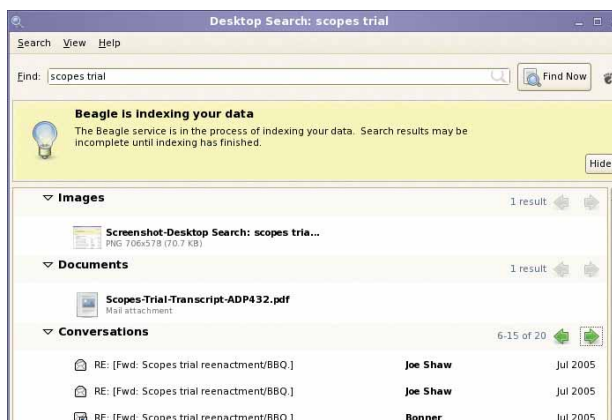 Desktop Search: scopes trial
Search View Help
Find: scopes trial Find Now
Beagle is indexing your data
The Beagle service is in the process of indexing your data. Search results may be
incomplete until indexing has finished.
Hide
Images 1 result
Screenshot-Desktop Search: scopes tria...
PNG 706x578 (70.7 KB)
Documents 1 result
Scopes-Trial-Transcript-ADP432.pdf
Mail attachment
Conversations 6-15 of 20
RE: [Fwd: Scopes trial reenactment/BBQ.] Joe Shaw Jul 2005
RE: [Fwd: Scopes trial reenactment/BBQ.] Joe Shaw Jul 2005
RE: [Fwd: Scopes trial reenactment/BBQ.] Bonner Jul 2005